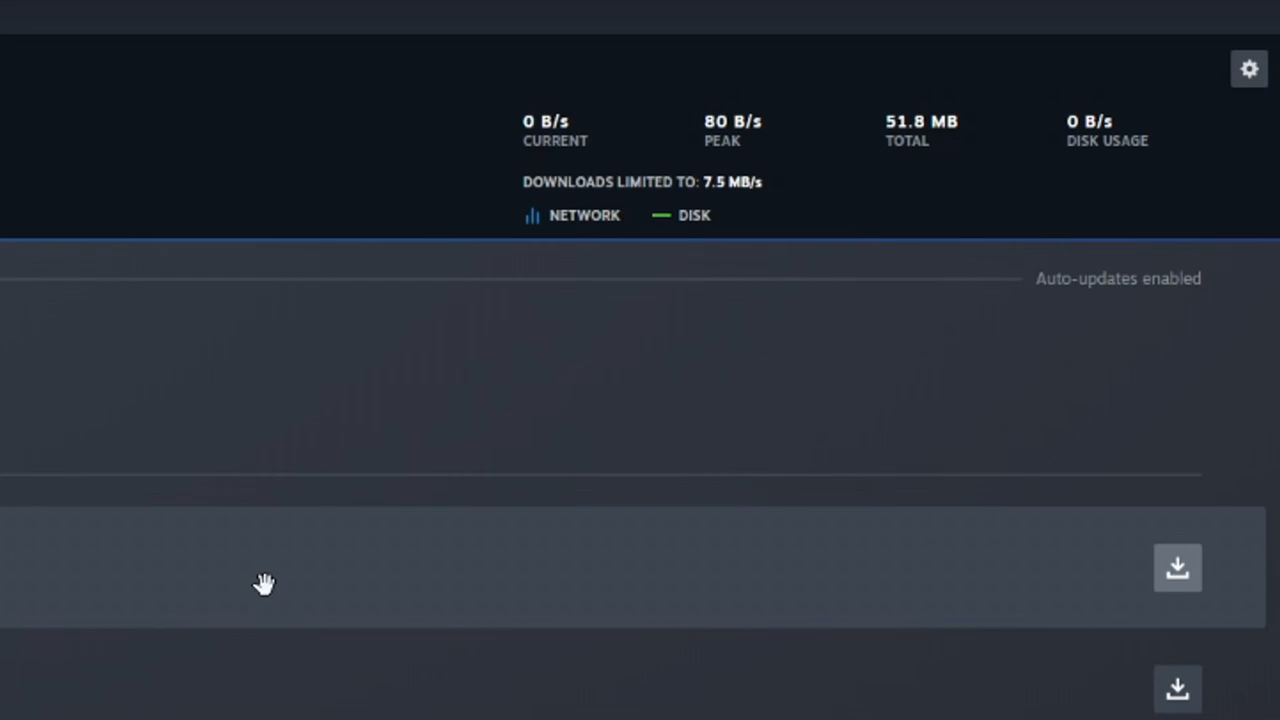 0 B/s 80 B/s 51.8 MB 0 B/s
CURRENT PEAK TOTAL DISK USAGE
DOWNLOADS LIMITED TO: 7.5 MB/s
NETWORK DISK
Auto-updates enabled